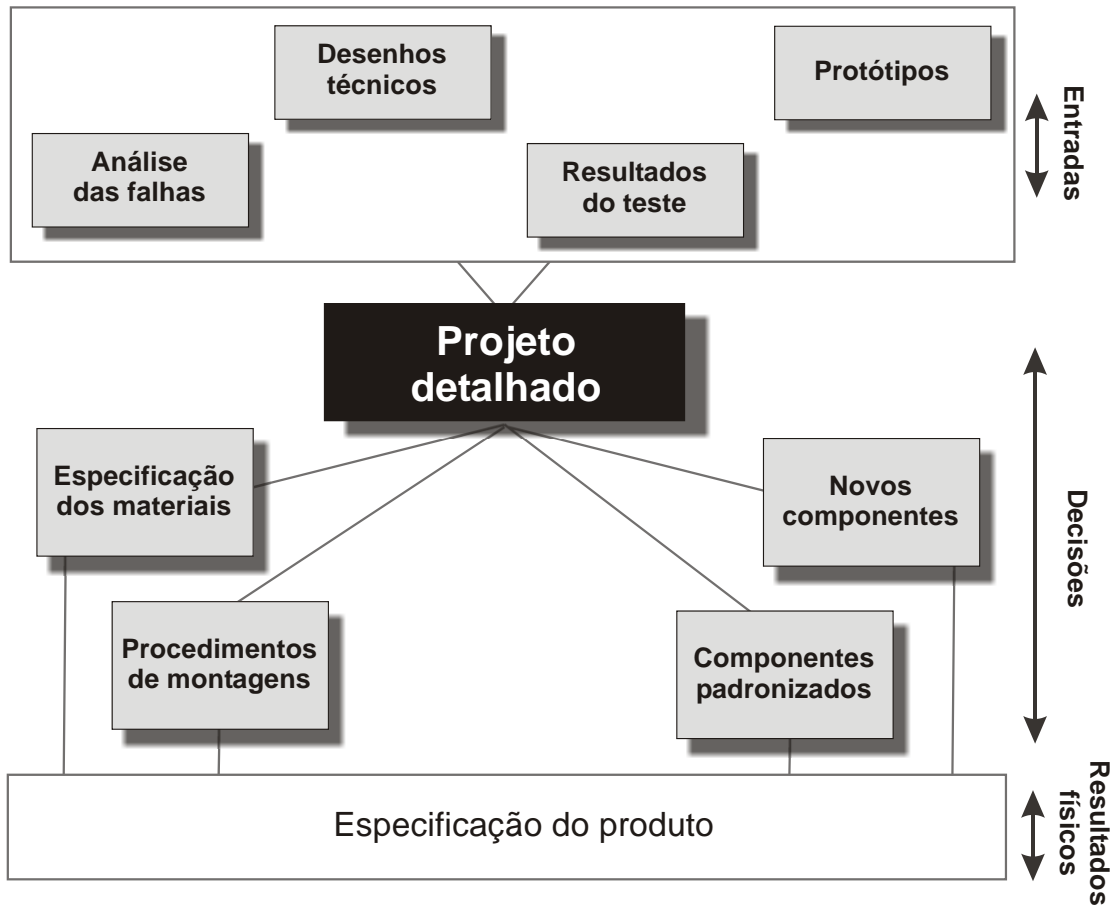 Desenhos
técnicos
Protótipos
Análise
das falhas
Resultados
do teste
Entradas
Projeto
detalhado
Especificação
dos materiais
Novos
componentes
Procedimentos
de montagens
Componentes
padronizados
Decisões
Especificação do produto
Resultados
físicos